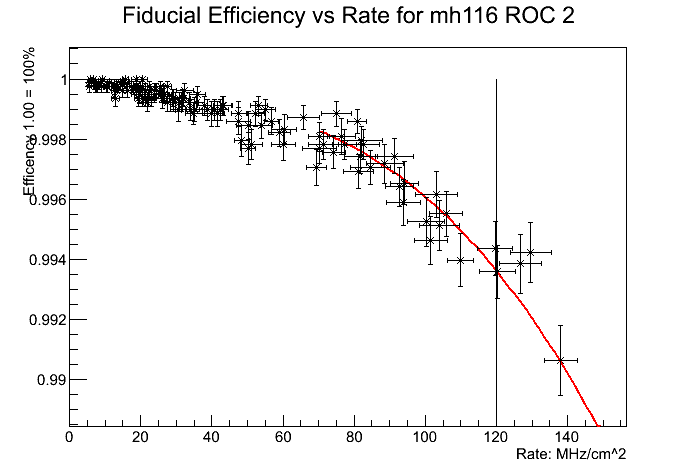 Fiducial Efficiency vs Rate for mh116 ROC 2
Efficency 1.00 = 100%
1
0.998
0.996
0.994
0.992
0.99
0 20 40 60 80 100 120 140
Rate: MHz/cm^2